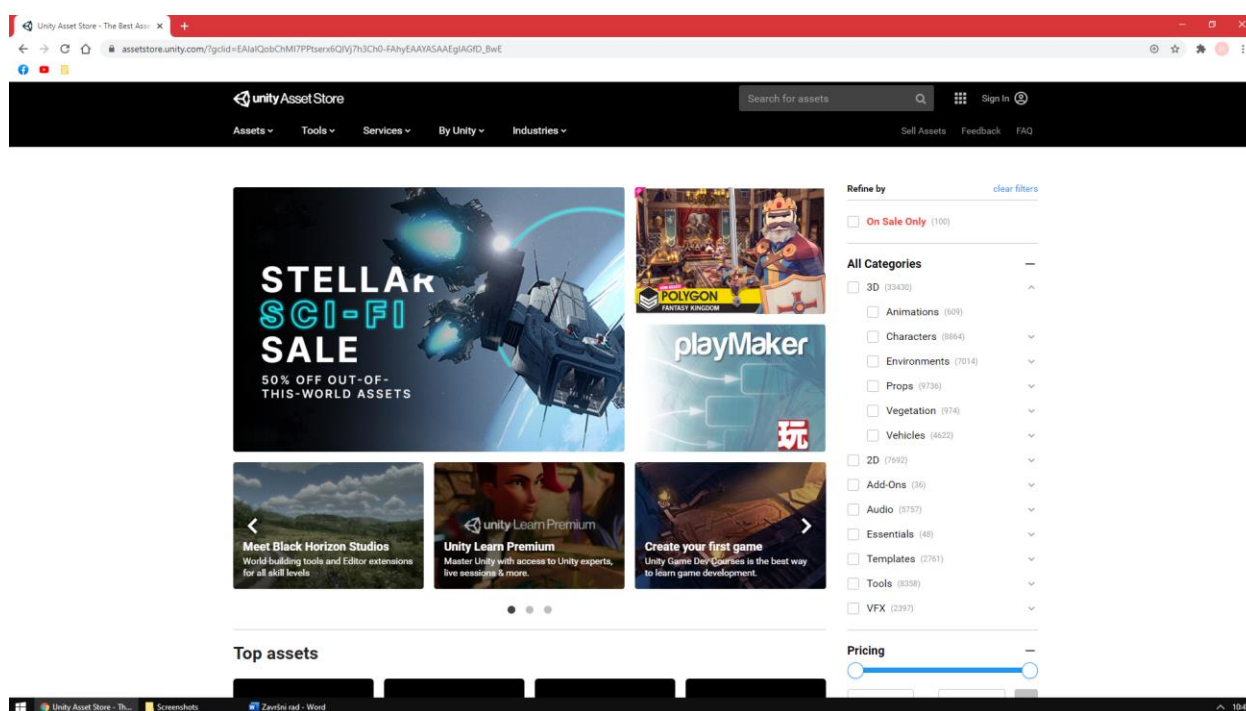 Unity Asset Store - The Best Asse
assetstore.unity.com/?gclid=EAIaIQobChMI7PPtserx6QIVj7h3Ch0-FAhyEAAYASAAEgIAGfD_BwE
unity Asset Store
Search for assets
Sign In
Assets
Tools
Services
By Unity
Industries
Sell Assets
Feedback
FAQ
STELLAR
SCI-FI
SALE
50% OFF OUT-OF-
THIS-WORLD ASSETS
POLYGON
FANTASY KINGDOM
playMaker
玩
Meet Black Horizon Studios
World-building tools and Editor extensions
for all skill levels
unity Learn Premium
Unity Learn Premium
Master Unity with access to Unity experts,
live sessions & more.
Create your first game
Unity Game Dev Courses is the best way
to learn game development.
Top assets
Refine by
clear filters
On Sale Only (100)
All Categories
3D (33430)
Animations (609)
Characters (8864)
Environments (7014)
Props (9736)
Vegetation (974)
Vehicles (4622)
2D (7692)
Add-Ons (36)
Audio (5757)
Essentials (48)
Templates (2761)
Tools (8358)
VFX (2397)
Pricing
Unity Asset Store - Th...
Screenshots
Završni rad - Word